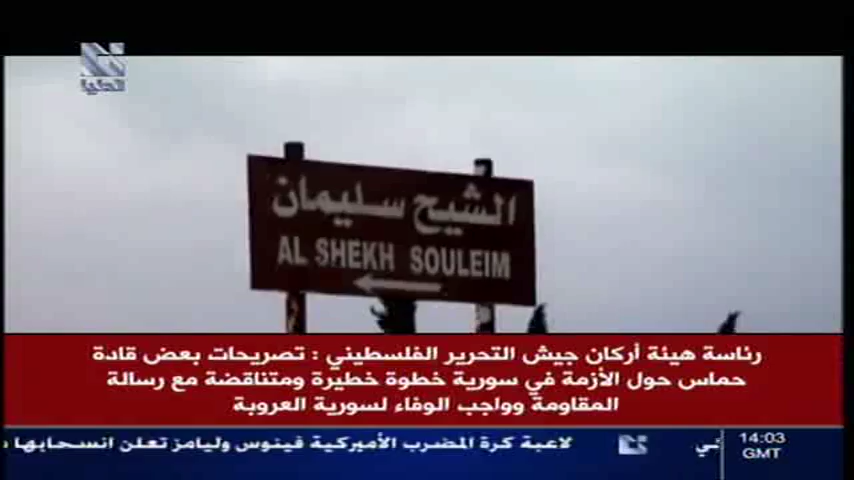 الدنيا
الشيخ سليمان
AL SHEKH SOULEIM
رئاسة هيئة أركان جيش التحرير الفلسطيني : تصريحات بعض قادة
حماس حول الأزمة في سورية خطوة خطيرة ومتناقضة مع رسالة
المقاومة وواجب الوفاء لسورية العروبة
لاعبة كرة المضرب الأميركية فينوس وليامز تعلن انسحابها
14:03
GMT